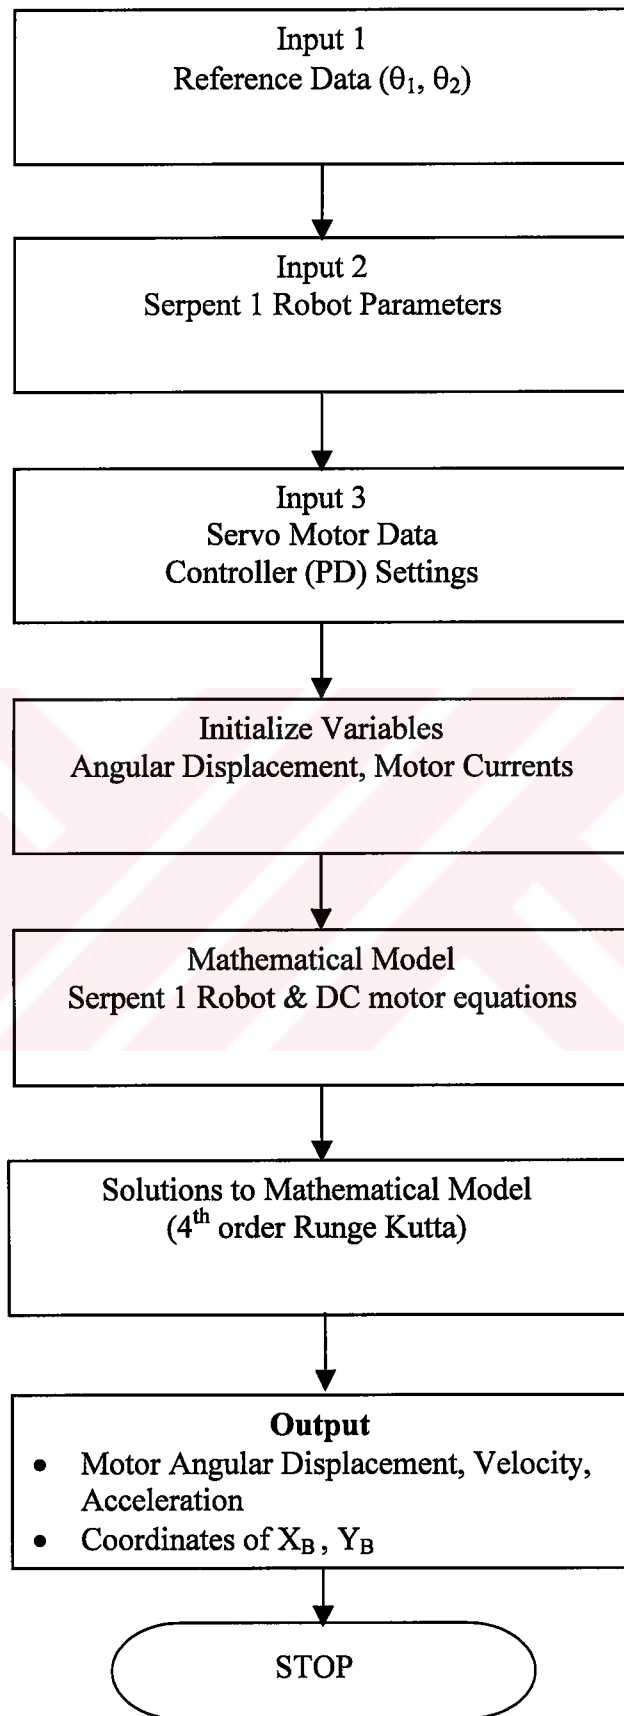 Input 1
Reference Data (θ₁, θ₂)
Input 2
Serpent 1 Robot Parameters
Input 3
Servo Motor Data
Controller (PD) Settings
Initialize Variables
Angular Displacement, Motor Currents
Mathematical Model
Serpent 1 Robot & DC motor equations
Solutions to Mathematical Model
(4th order Runge Kutta)
Output
• Motor Angular Displacement, Velocity,
Acceleration
• Coordinates of X_B , Y_B
STOP